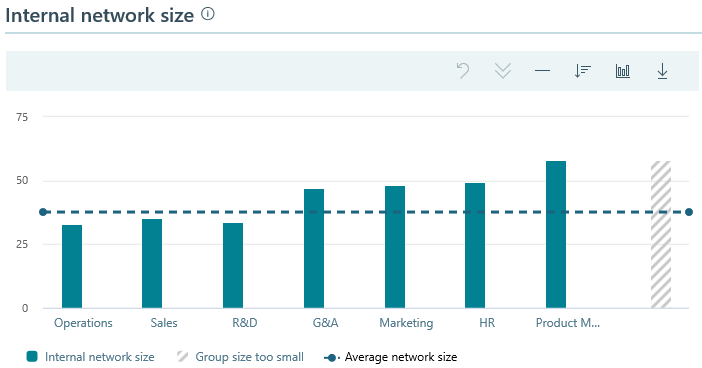 Internal network size
75
50
25
0
Operations Sales R&D G&A Marketing HR Product M...
Internal network size Group size too small Average network size